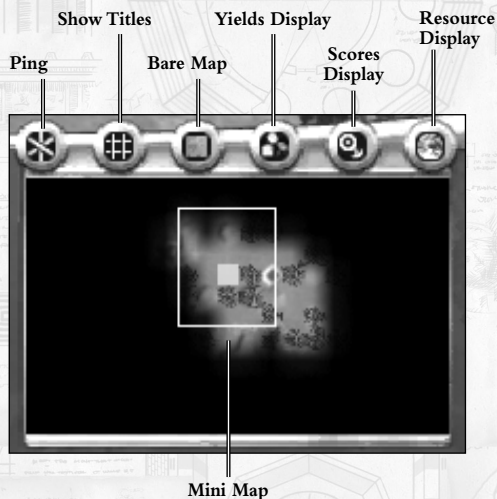 Show Titles
Yields Display
Resource
Display
Ping
Bare Map
Scores
Display
Mini Map